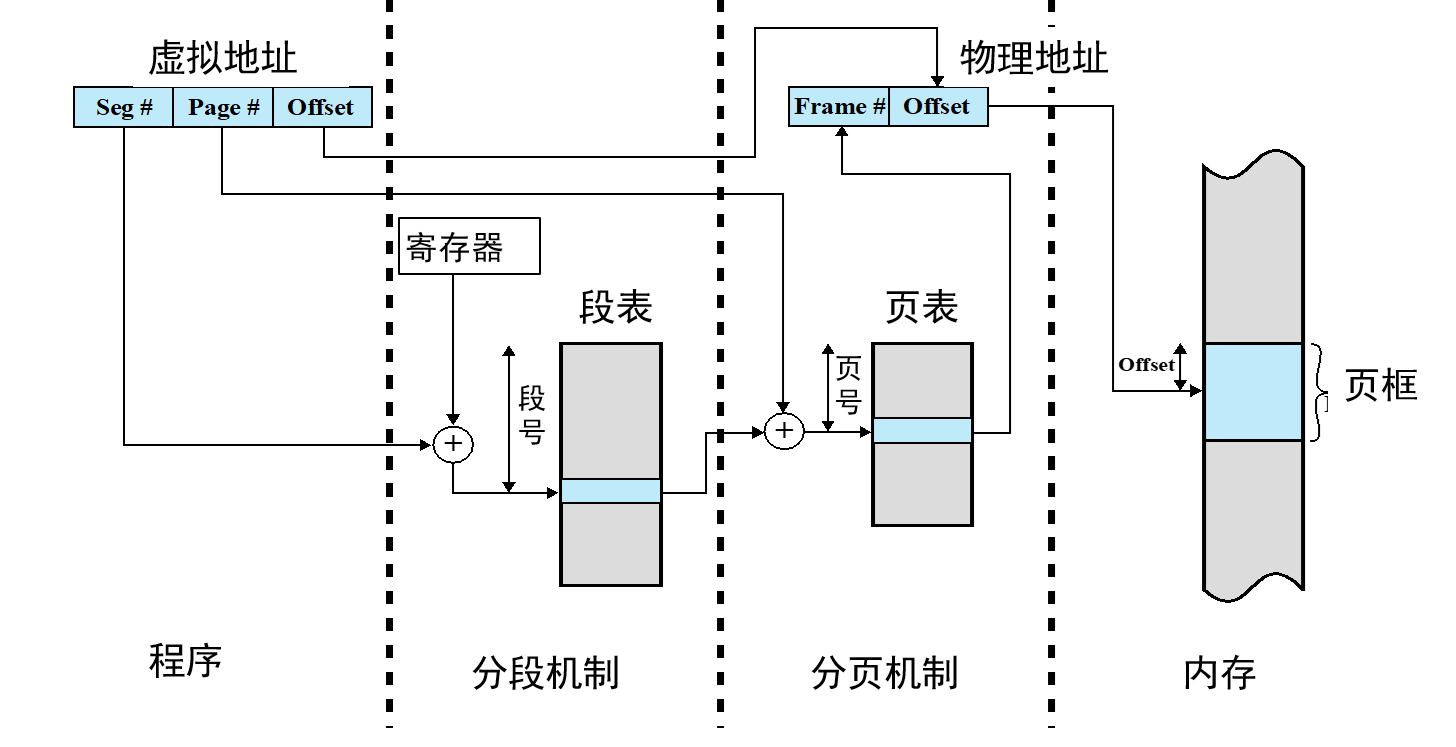 虚拟地址
物理地址
Seg # Page # Offset
Frame # Offset
寄存器
段表
页表
段号
+
页号
+
Offset
页框
程序
分段机制
分页机制
内存